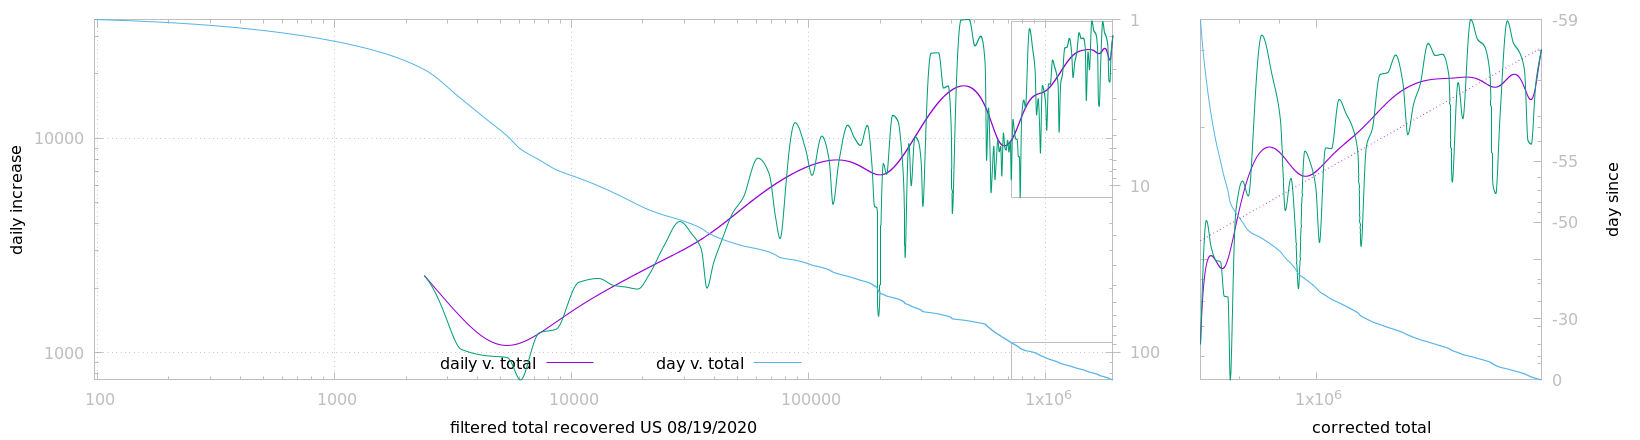 daily increase
10000
1000
100
1000
10000
100000
1x10^6
filtered total recovered US 08/19/2020
daily v. total
day v. total
1
10
100
1x10^6
corrected total
-59
-55
-50
-30
0
day since